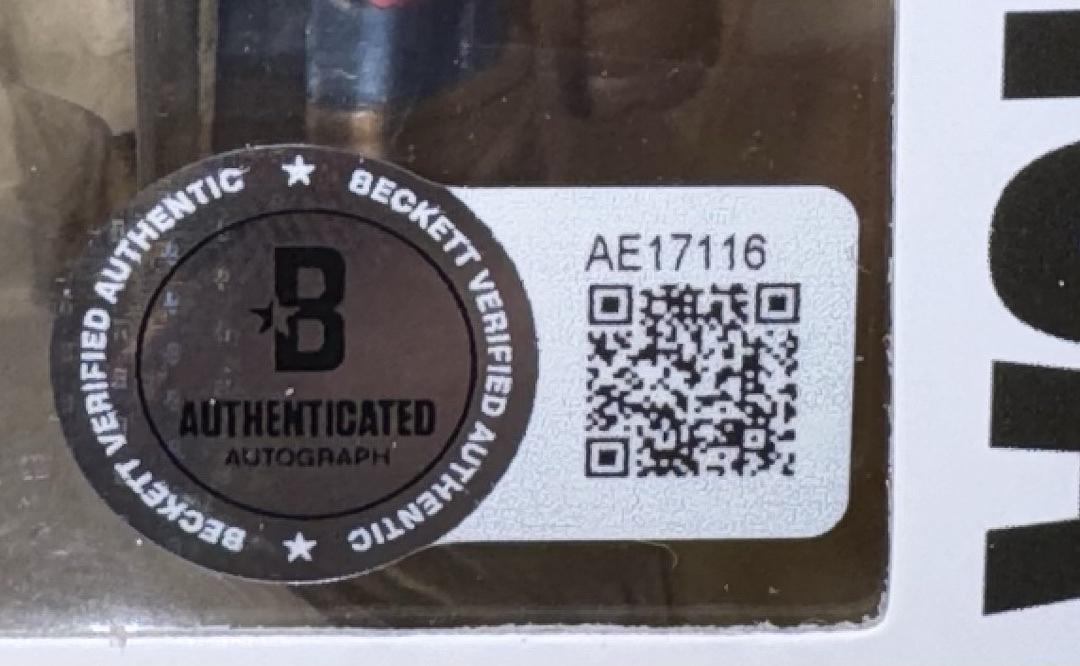 BECKETT VERIFIED AUTHENTIC ★ BECKETT VERIFIED AUTHENTIC ★
B
AUTHENTICATED
AUTOGRAPH
AE17116